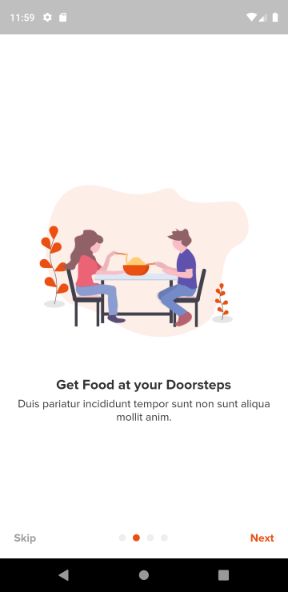 11:59
Get Food at your Doorsteps
Duis pariatur incididunt tempor sunt non sunt aliqua
mollit anim.
Skip
Next